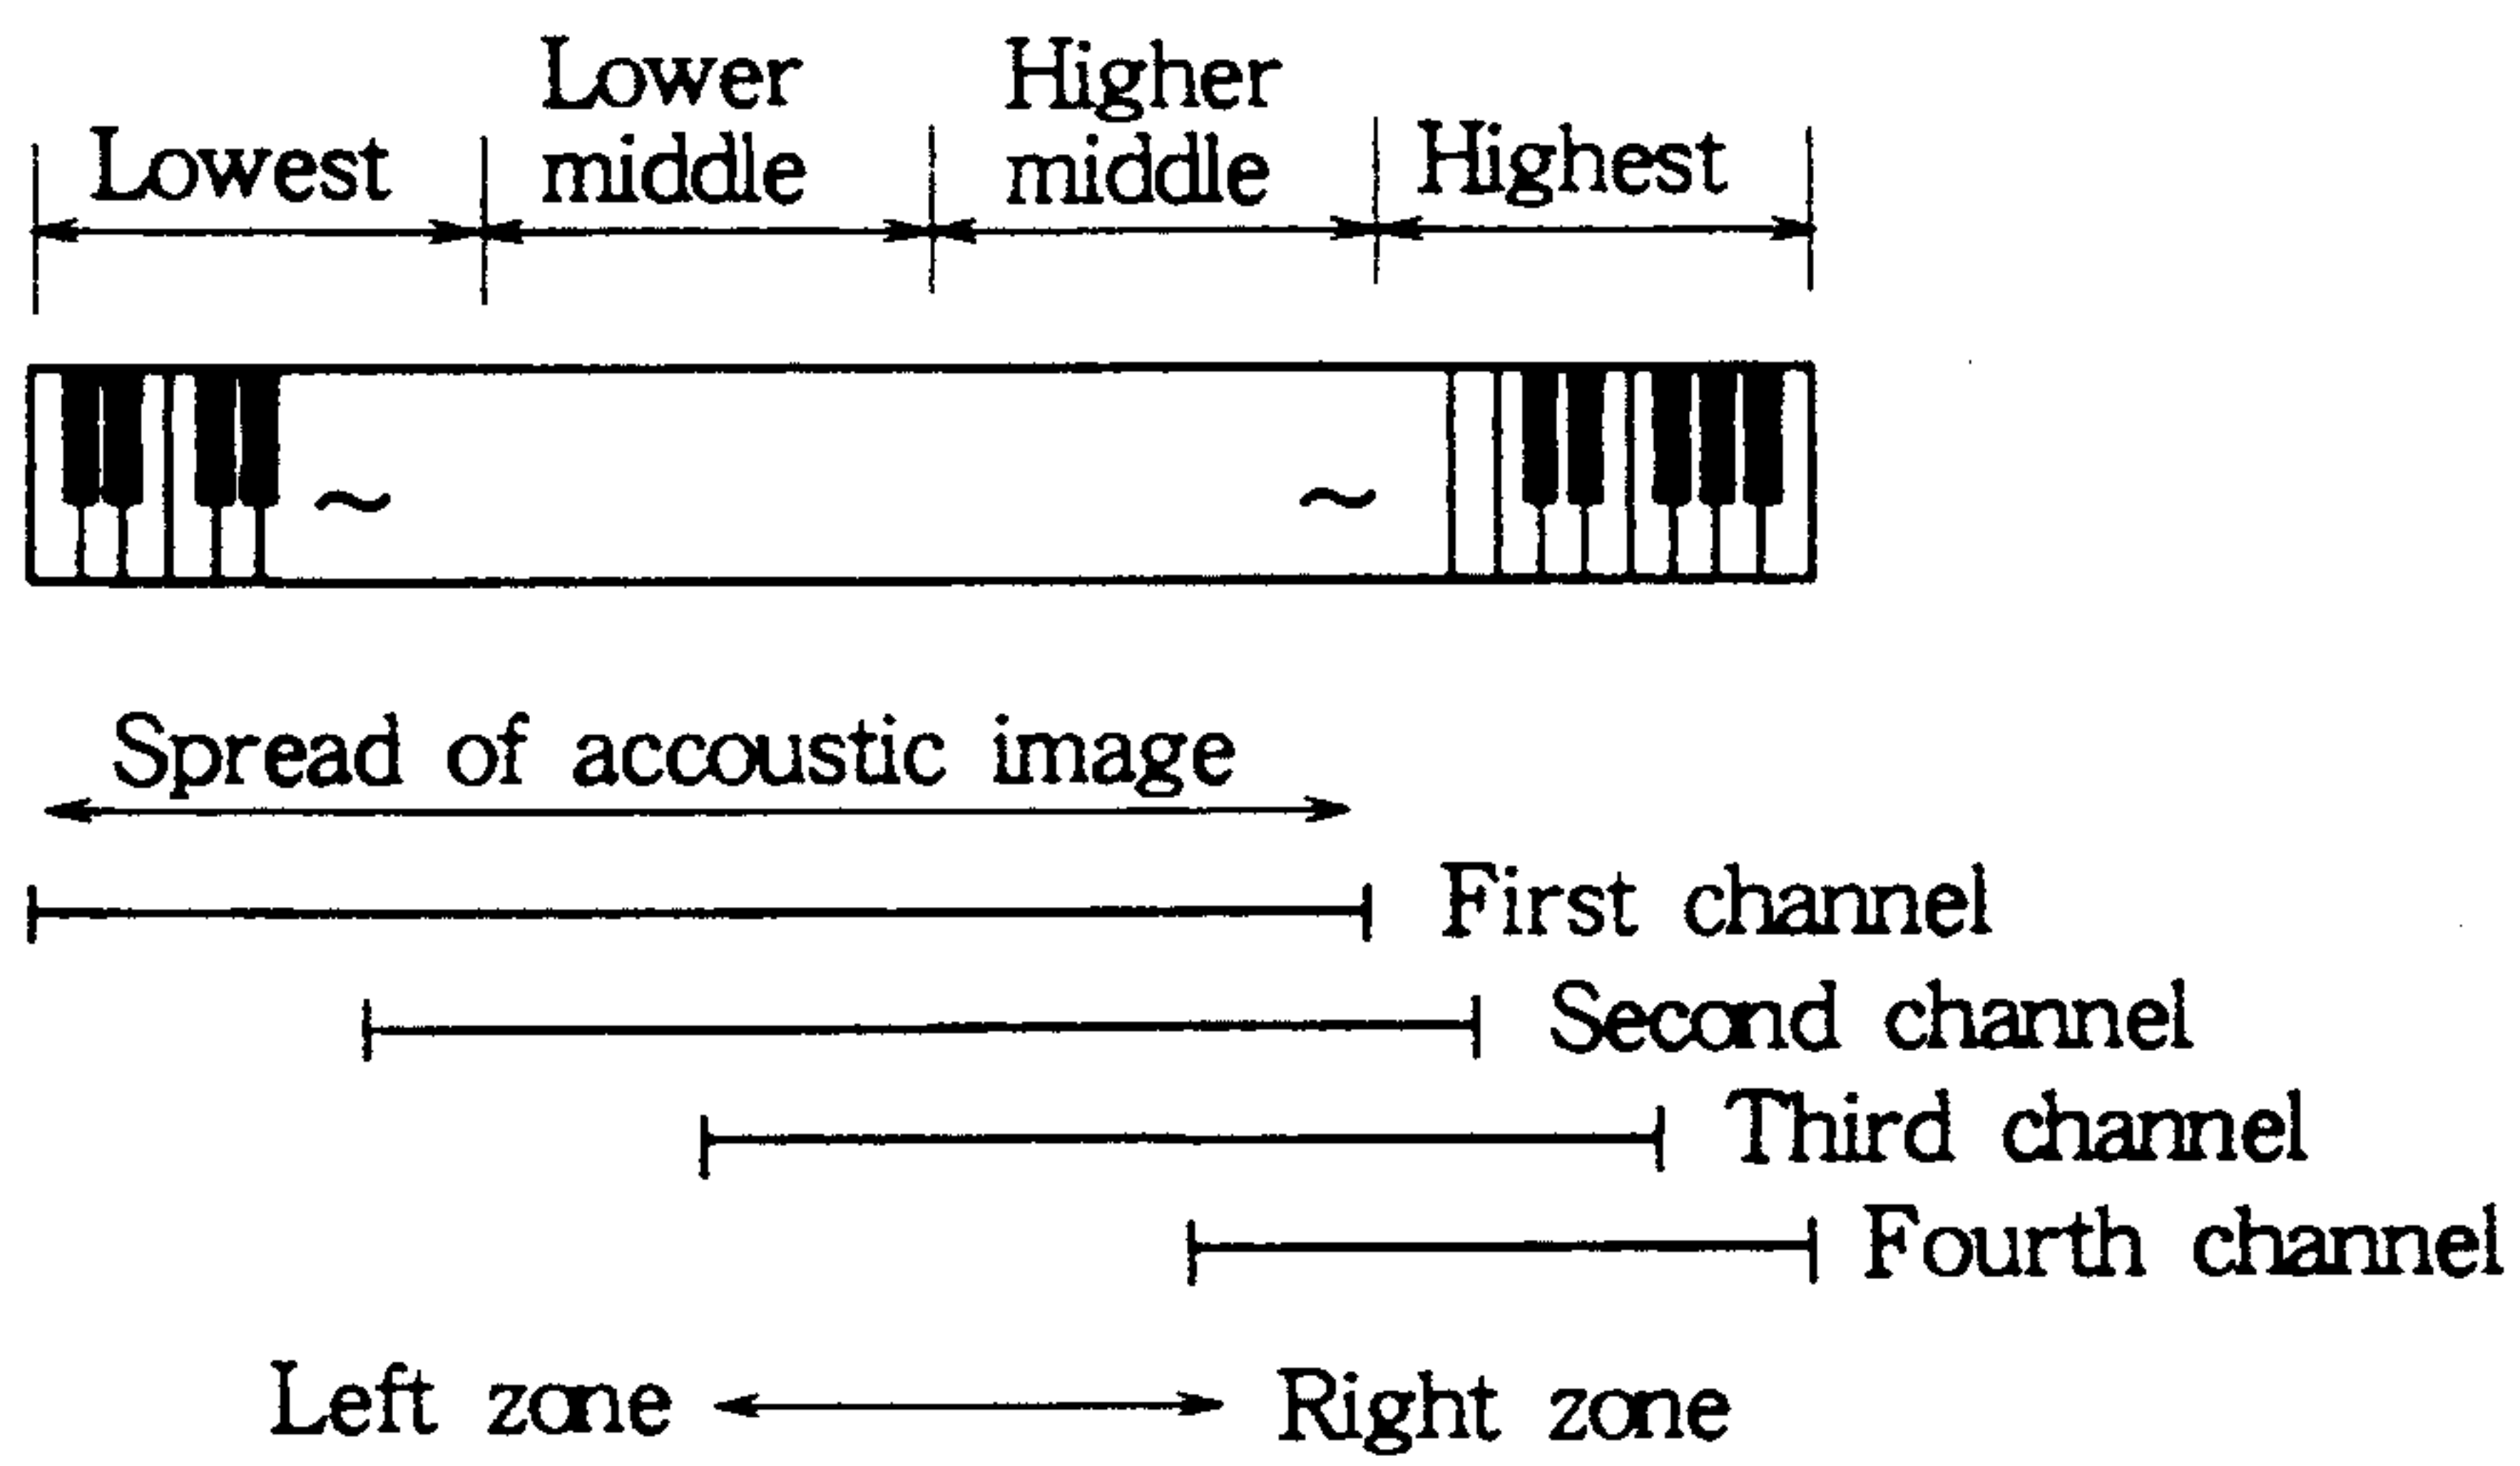 Lowest
Lower
middle
Higher
middle
Highest
~
~
Spread of accoustic image
First channel
Second channel
Third channel
Fourth channel
Left zone
Right zone